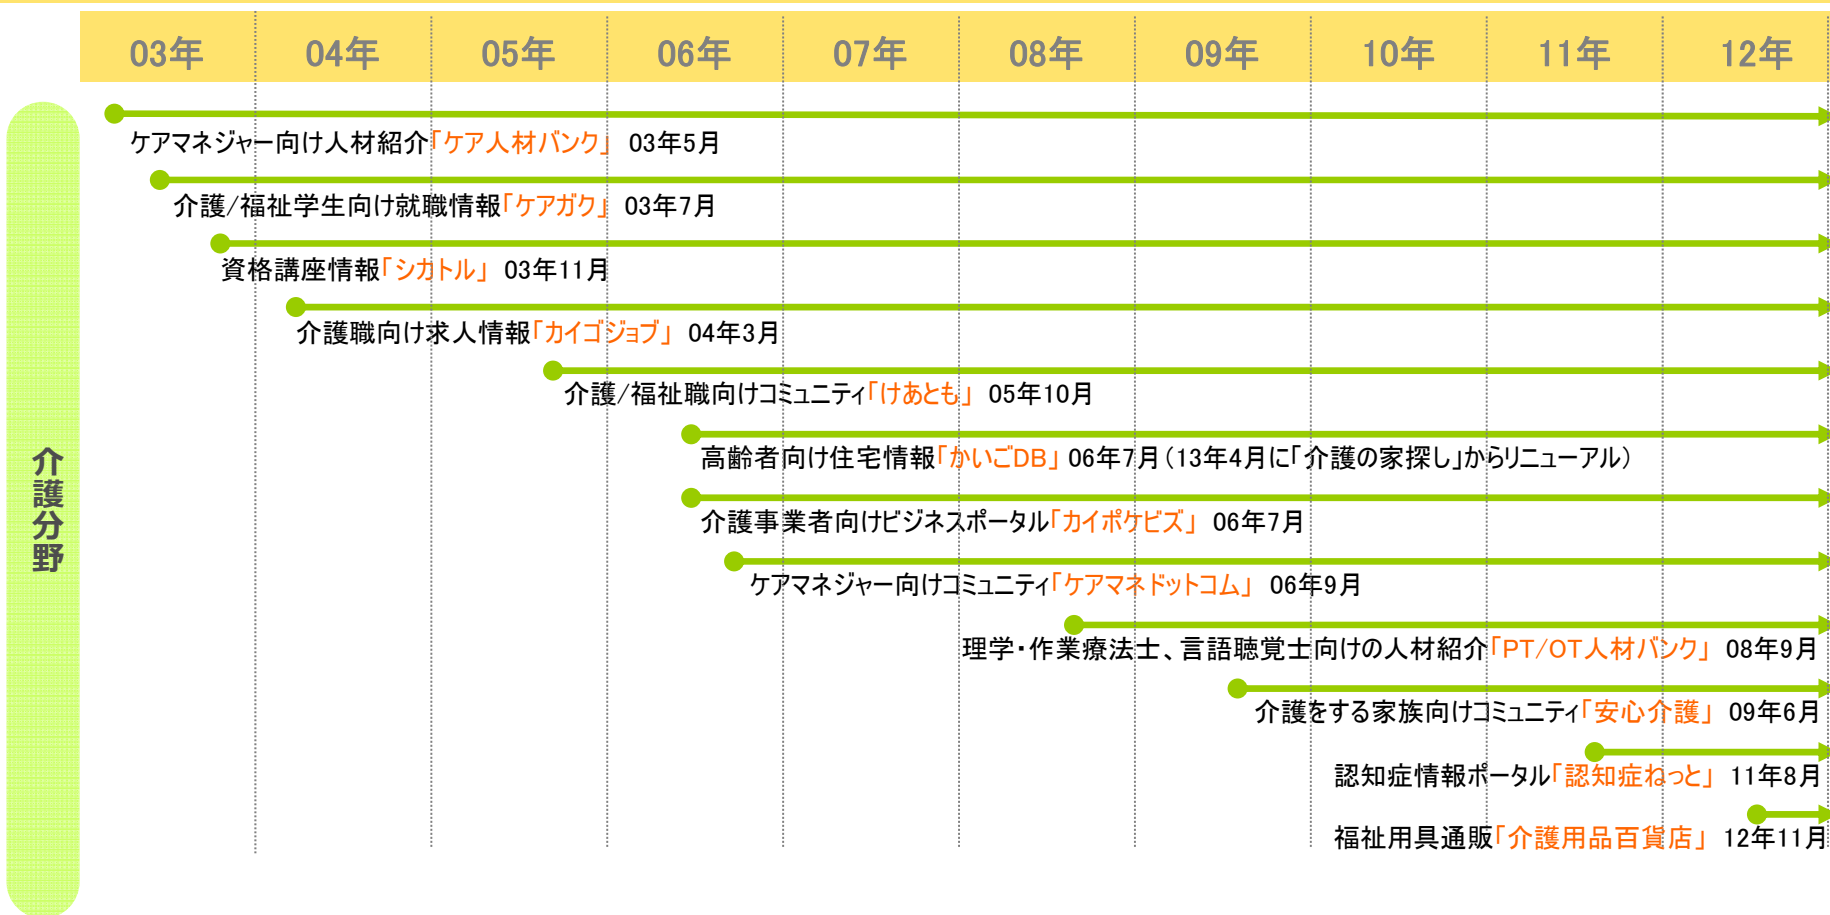 03年 04年 05年 06年 07年 08年 09年 10年 11年 12年
介護分野
ケアマネジャー向け人材紹介「ケア人材バンク」 03年5月
介護/福祉学生向け就職情報「ケアガク」 03年7月
資格講座情報「シカトル」 03年11月
介護職向け求人情報「カイゴジョブ」 04年3月
介護/福祉職向けコミュニティ「けあとも」 05年10月
高齢者向け住宅情報「かいごDB」 06年7月（13年4月に「介護の家探し」からリニューアル）
介護事業者向けビジネスポータル「カイポケビズ」 06年7月
ケアマネジャー向けコミュニティ「ケアマネドットコム」 06年9月
理学・作業療法士、言語聴覚士向けの人材紹介「PT/OT人材バンク」 08年9月
介護をする家族向けコミュニティ「安心介護」 09年6月
認知症情報ポータル「認知症ねっと」 11年8月
福祉用具通販「介護用品百貨店」 12年11月